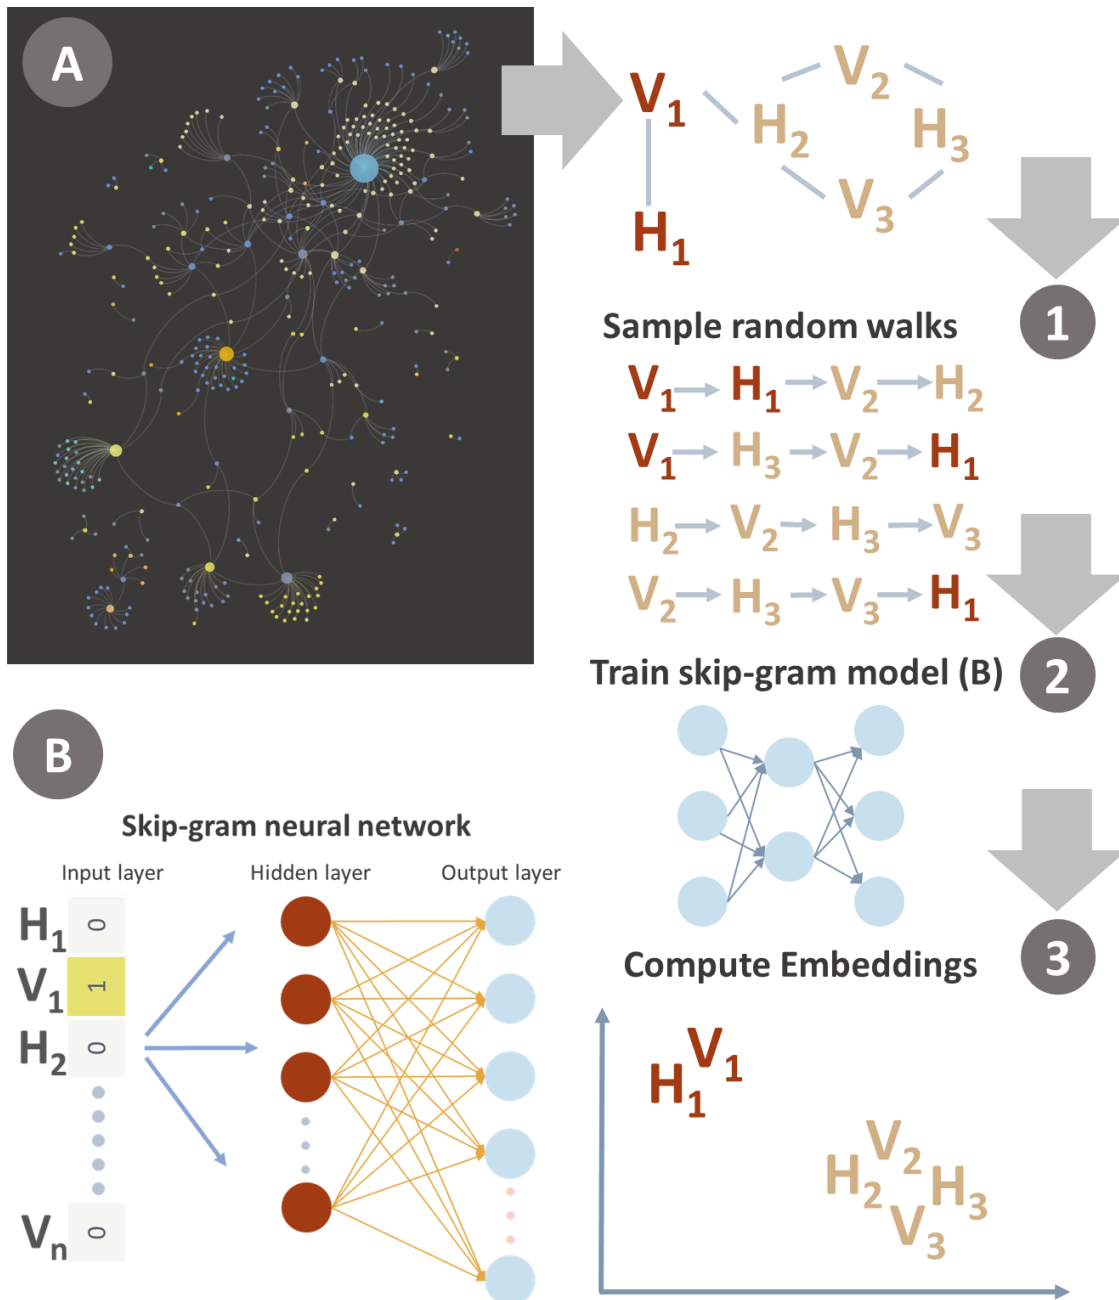 A
V1
H1
H2
V2
H3
V3
1
Sample random walks
V1 H1 V2 H2
V1 H3 V2 H1
H2 V2 H3 V3
V2 H3 V3 H1
2
Train skip-gram model (B)
3
Compute Embeddings
V1
H1
V2
H2
H3
V3
B
Skip-gram neural network
Input layer Hidden layer Output layer
H1 0
V1 1
H2 0
Vn 0